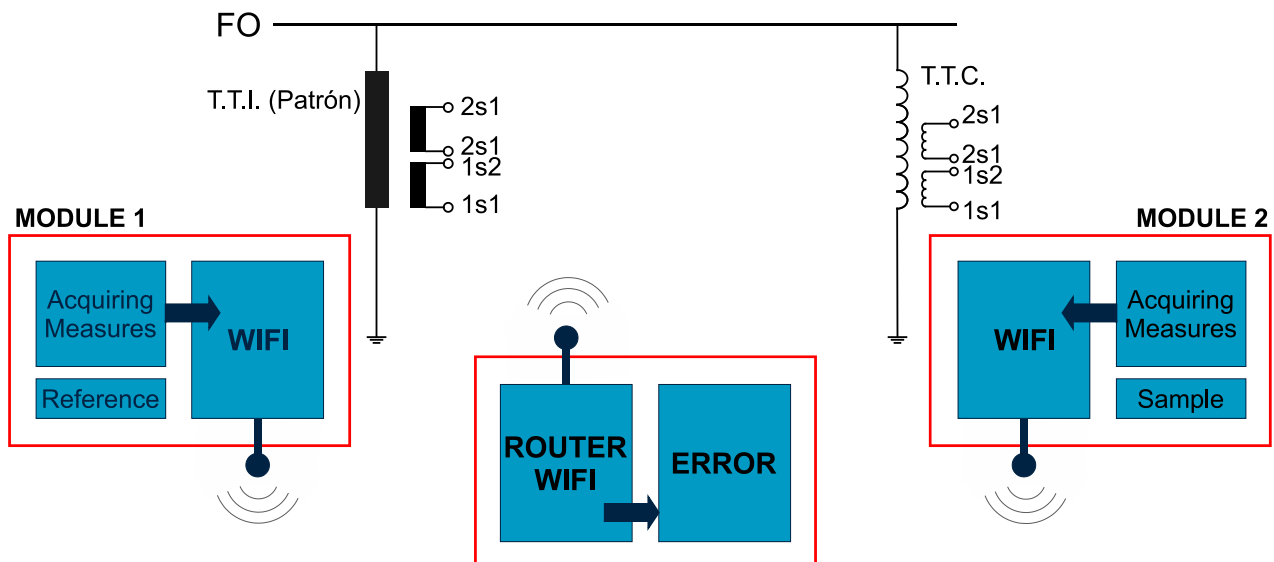 FO
T.T.I. (Patrón)
2s1
2s1
1s2
1s1
T.T.C.
2s1
2s1
1s2
1s1
MODULE 1
Acquiring
Measures
WIFI
Reference
ROUTER
WIFI
ERROR
MODULE 2
WIFI
Acquiring
Measures
Sample